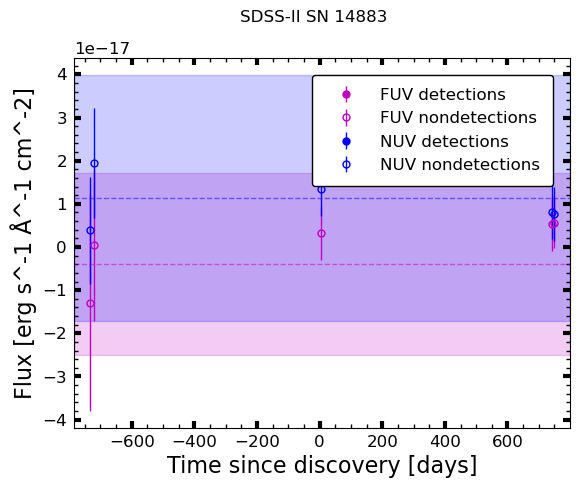 SDSS-II SN 14883
1e−17
4
3
2
1
0
−1
−2
−3
−4
Flux [erg s^-1 Å^-1 cm^-2]
FUV detections
FUV nondetections
NUV detections
NUV nondetections
−600
−400
−200
0
200
400
600
Time since discovery [days]